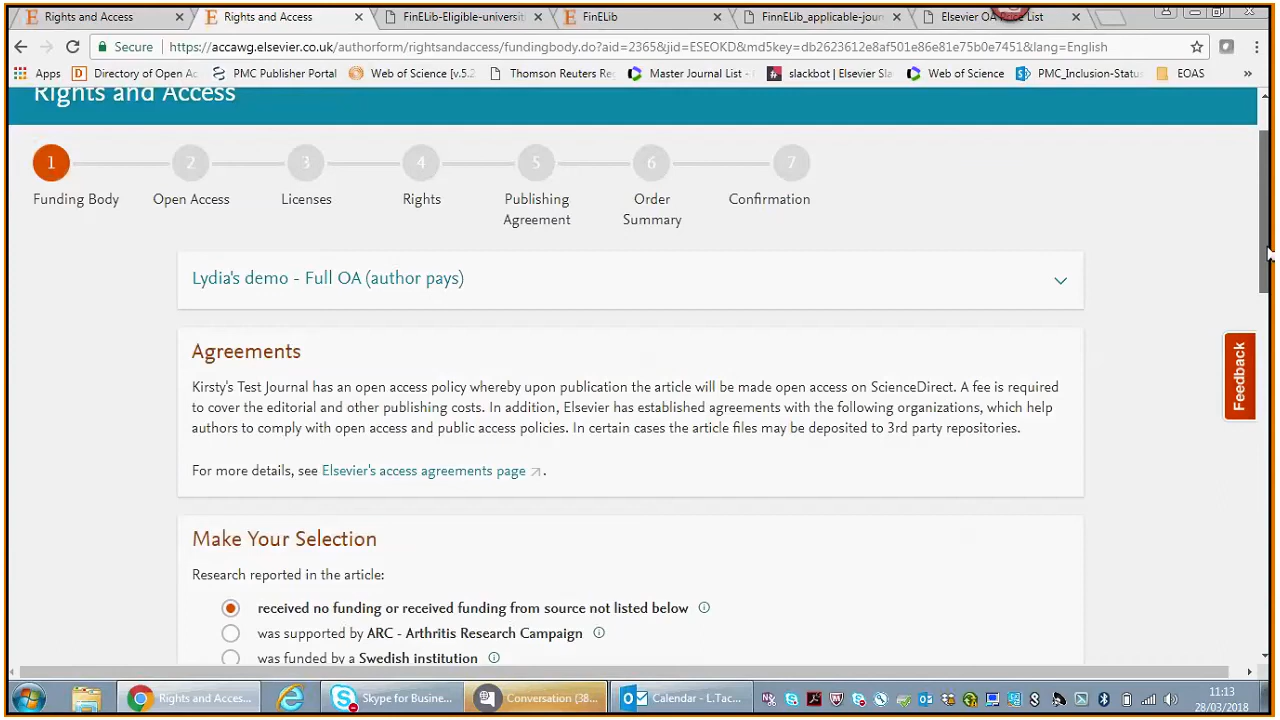 Rights and Access
Rights and Access
FinELib-Eligible-universit
FinELib
FinnELib_applicable-jour
Elsevier OA Price List
Secure
https://accawg.elsevier.co.uk/authorform/rightsandaccess/fundingbody.do?aid=2365&jid=ESEOKD&md5key=db2623612e8af501e86e81e75b0e7451&lang=English
Apps
Directory of Open Ac
PMC Publisher Portal
Web of Science [v.5.2
Thomson Reuters Re
Master Journal List -
slackbot | Elsevier Sla
Web of Science
PMC_Inclusion-Status
EOAS
»
Rights and Access
1
2
3
4
5
6
7
Funding Body
Open Access
Licenses
Rights
Publishing
Agreement
Order
Summary
Confirmation
Lydia's demo - Full OA (author pays)
Feedback
Agreements
Kirsty's Test Journal has an open access policy whereby upon publication the article will be made open access on ScienceDirect. A fee is required
to cover the editorial and other publishing costs. In addition, Elsevier has established agreements with the following organizations, which help
authors to comply with open access and public access policies. In certain cases the article files may be deposited to 3rd party repositories.
For more details, see Elsevier's access agreements page .
Make Your Selection
Research reported in the article:
received no funding or received funding from source not listed below
was supported by ARC - Arthritis Research Campaign
was funded by a Swedish institution
Rights and Acces...
Skype for Busine...
Conversation (38...
Calendar - L.Tac...
11:13
28/03/2018